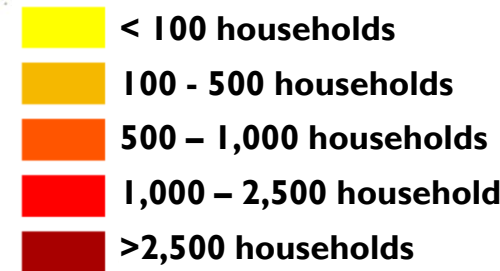 < 100 households
100 - 500 households
500 – 1,000 households
1,000 – 2,500 household
>2,500 households